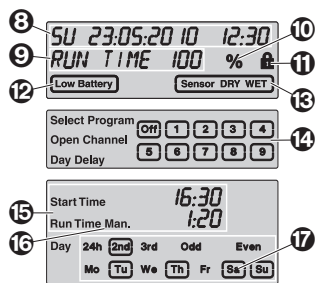 8 SU 23:05:20 10 12:30 10
9 RUN TIME 100 % 11
12 Low Battery Sensor DRY WET 13
Select Program Off 1 2 3 4
Open Channel 14
Day Delay 5 6 7 8 9
15 Start Time 16:30
16 Run Time Man. 1:20
Day 24h 2nd 3rd Odd Even 17
Mo Tu We Th Fr Sa Su